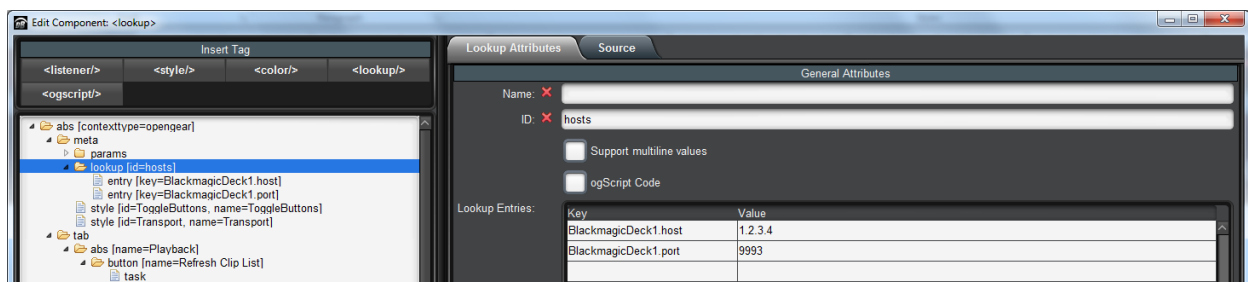 Edit Component: <lookup>
Insert Tag
<listener/> <style/> <color/> <lookup/>
<ogscript/>
abs [contexttype=opengear]
meta
params
lookup [id=hosts]
entry [key=BlackmagicDeck1.host]
entry [key=BlackmagicDeck1.port]
style [id=ToggleButtons, name=ToggleButtons]
style [id=Transport, name=Transport]
tab
abs [name=Playback]
button [name=Refresh Clip List]
task
Lookup Attributes Source
General Attributes
Name:
ID: hosts
Support multiline values
ogScript Code
Lookup Entries:
Key Value
BlackmagicDeck1.host 1.2.3.4
BlackmagicDeck1.port 9993